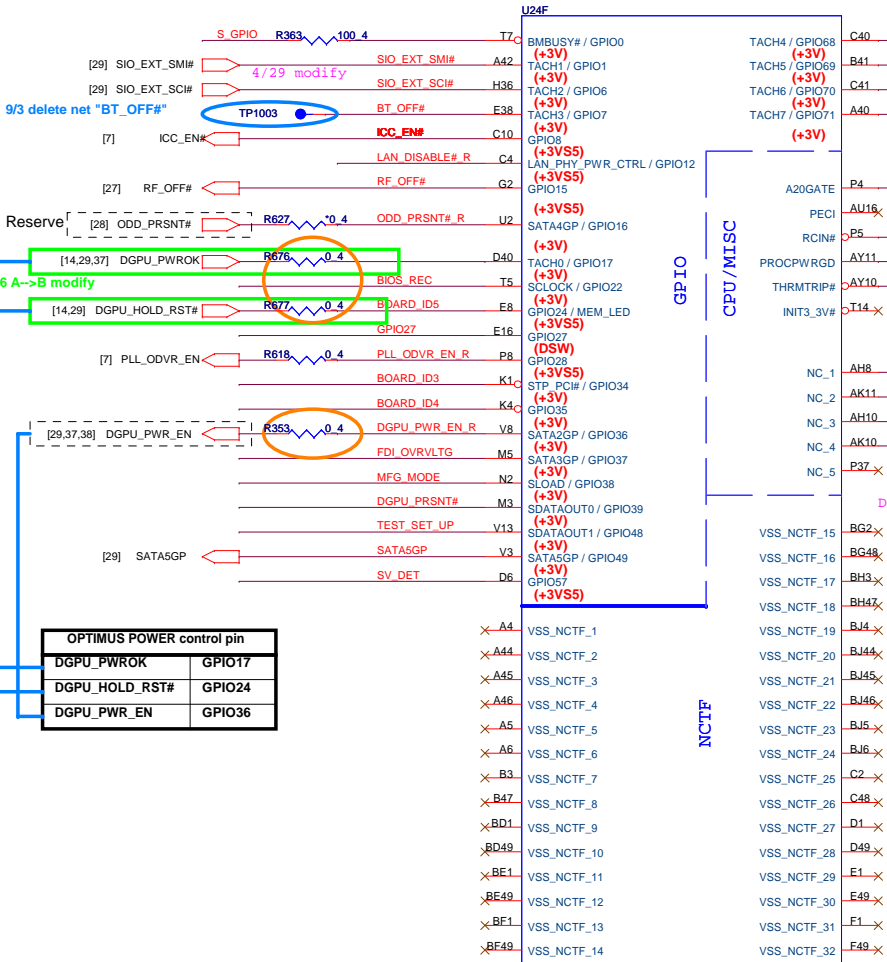 U24F
S_GPIO R363 100_4 T7 BMBUSY# / GPIO0 TACH4 / GPIO68 C40
(+3V) (+3V)
[29] SIO_EXT_SMI# SIO_EXT_SMI# A42 TACH1 / GPIO1 TACH5 / GPIO69 B41
4/29 modify
(+3V) (+3V)
[29] SIO_EXT_SCI# SIO_EXT_SCI# H36 TACH2 / GPIO6 TACH6 / GPIO70 C41
(+3V) (+3V)
9/3 delete net "BT_OFF#" TP1003 BT_OFF# E38 TACH3 / GPIO7 TACH7 / GPIO71 A40
(+3V) (+3V)
[7] ICC_EN# ICC_EN# C10 GPIO8
(+3VS5)
LAN_DISABLE#_R C4 LAN_PHY_PWR_CTRL / GPIO12
(+3VS5)
[27] RF_OFF# RF_OFF# G2 GPIO15 A20GATE P4
(+3VS5)
PECI AU16
Reserve [28] ODD_PRSNT# R627 *0_4 ODD_PRSNT#_R U2 SATA4GP / GPIO16
RCIN# P5
(+3V)
[14,29,37] DGPU_PWROK R676 0_4 D40 TACH0 / GPIO17 PROCPWRGD AY11
(+3V)
6 A-->B modify BIOS_REC T5 SCLOCK / GPIO22 THRMTRIP# AY10
(+3V)
[14,29] DGPU_HOLD_RST# R677 0_4 BOARD_ID5 E8 GPIO24 / MEM_LED INIT3_3V# T14
(+3VS5)
GPIO27 E16 GPIO27
(DSW)
[7] PLL_ODVR_EN R618 0_4 PLL_ODVR_EN_R P8 GPIO28
(+3VS5)
NC_1 AH8
BOARD_ID3 K1 STP_PCI# / GPIO34
(+3V)
NC_2 AK11
BOARD_ID4 K4 GPIO35
(+3V)
NC_3 AH10
[29,37,38] DGPU_PWR_EN R353 0_4 DGPU_PWR_EN_R V8 SATA2GP / GPIO36
(+3V)
NC_4 AK10
FDI_OVRVLTG M5 SATA3GP / GPIO37
(+3V)
NC_5 P37
MFG_MODE N2 SLOAD / GPIO38
(+3V)
DGPU_PRSNT# M3 SDATAOUT0 / GPIO39
D
(+3V)
TEST_SET_UP V13 SDATAOUT1 / GPIO48 VSS_NCTF_15 BG2
(+3V)
[29] SATA5GP SATA5GP V3 SATA5GP / GPIO49 VSS_NCTF_16 BG48
(+3V)
SV_DET D6 GPIO57 VSS_NCTF_17 BH3
(+3VS5)
GPIO
CPU/MISC
NCTF
VSS_NCTF_18 BH47
A4 VSS_NCTF_1 VSS_NCTF_19 BJ4
A44 VSS_NCTF_2 VSS_NCTF_20 BJ44
A45 VSS_NCTF_3 VSS_NCTF_21 BJ45
A46 VSS_NCTF_4 VSS_NCTF_22 BJ46
A5 VSS_NCTF_5 VSS_NCTF_23 BJ5
A6 VSS_NCTF_6 VSS_NCTF_24 BJ6
B3 VSS_NCTF_7 VSS_NCTF_25 C2
B47 VSS_NCTF_8 VSS_NCTF_26 C48
BD1 VSS_NCTF_9 VSS_NCTF_27 D1
BD49 VSS_NCTF_10 VSS_NCTF_28 D49
BE1 VSS_NCTF_11 VSS_NCTF_29 E1
BE49 VSS_NCTF_12 VSS_NCTF_30 E49
BF1 VSS_NCTF_13 VSS_NCTF_31 F1
BF49 VSS_NCTF_14 VSS_NCTF_32 F49
OPTIMUS POWER control pin
DGPU_PWROK GPIO17
DGPU_HOLD_RST# GPIO24
DGPU_PWR_EN GPIO36